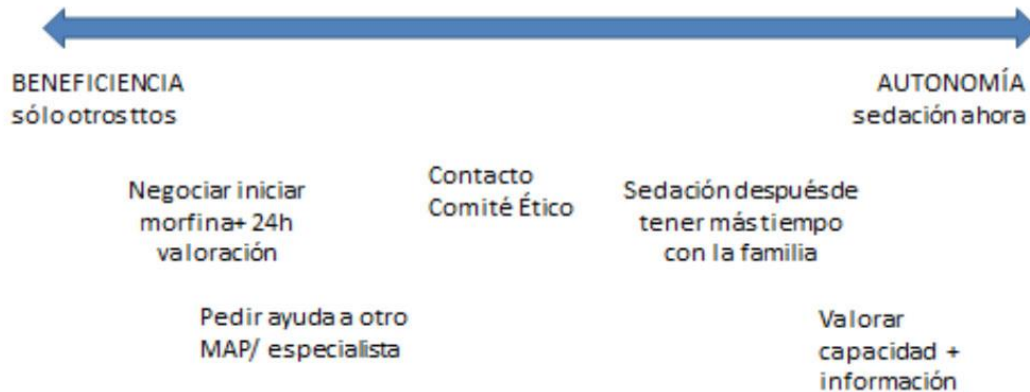 BENEFICIENCIA
sólo otros ttos
AUTONOMÍA
sedación ahora
Negociar iniciar
morfina+ 24h
valoración
Contacto
Comité Ético
Sedación después de
tener más tiempo
con la familia
Pedir ayuda a otro
MAP/ especialista
Valorar
capacidad +
información